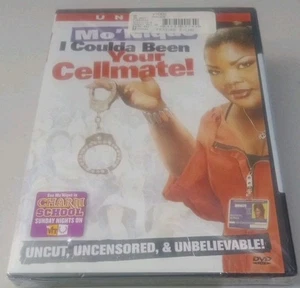 UN
Mo'Nique
I Coulda Been
Your
Cellmate!
CHARM
SCHOOL
SUNDAY NIGHTS ON
UNCUT, UNCENSORED, & UNBELIEVABLE!
DVD